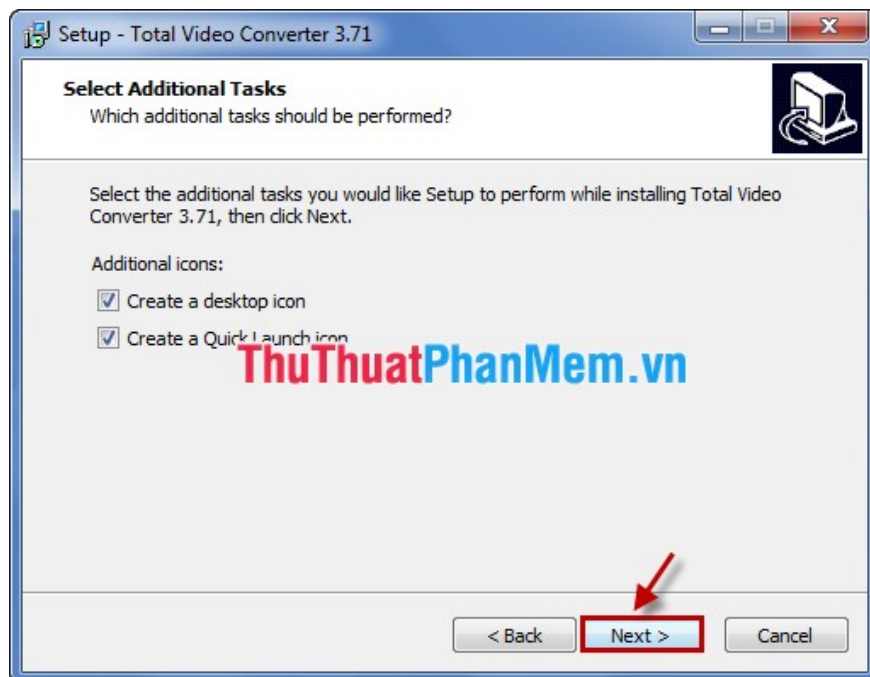 Setup - Total Video Converter 3.71
Select Additional Tasks
Which additional tasks should be performed?
Select the additional tasks you would like Setup to perform while installing Total Video
Converter 3.71, then click Next.
Additional icons:
Create a desktop icon
Create a Quick Launch icon
ThuThuatPhanMem.vn
< Back Next > Cancel